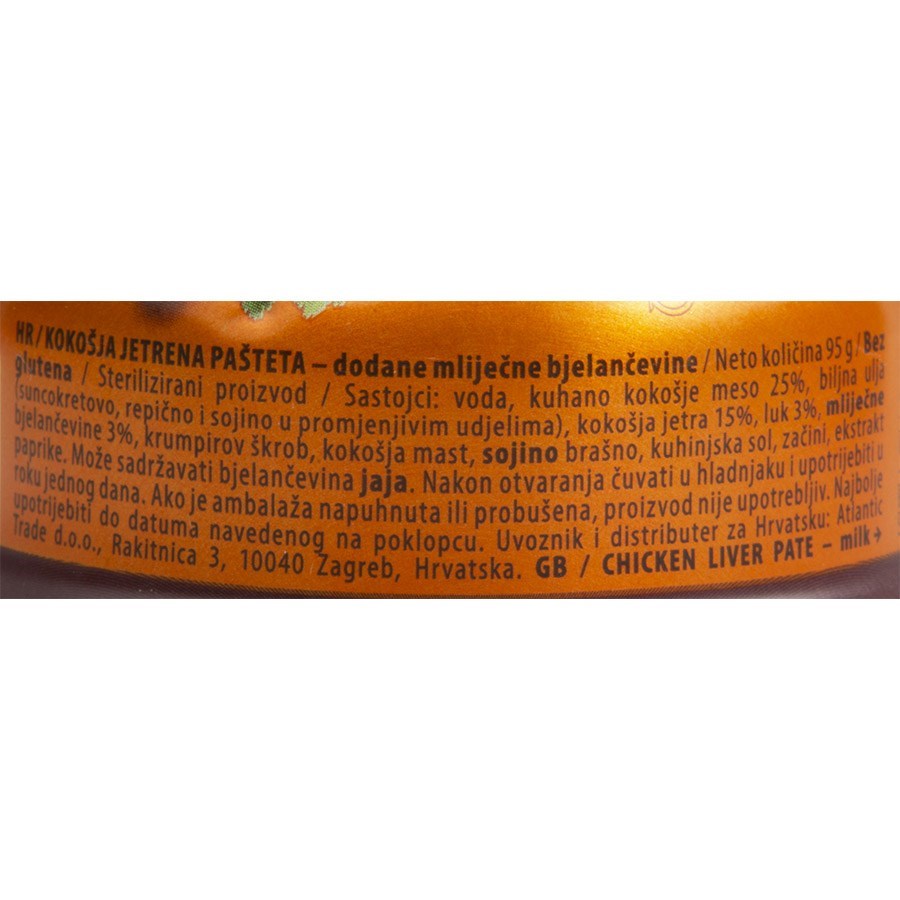 HR / KOKOŠJA JETRENA PAŠTETA – dodane mliječne bjelančevine / Neto količina 95 g / Bez
glutena / Sterilizirani proizvod / Sastojci: voda, kuhano kokošje meso 25%, biljna ulja
(suncokretovo, repično i sojino u promjenjivim udjelima), kokošja jetra 15%, luk 3%, mliječne
bjelančevine 3%, krumpirov škrob, kokošja mast, sojino brašno, kuhinjska sol, začini, ekstrakt
paprike. Može sadržavati bjelančevina jaja. Nakon otvaranja čuvati u hladnjaku i upotrijebiti u
roku jednog dana. Ako je ambalaža napuhnuta ili probušena, proizvod nije upotrebljiv. Najbolje
upotrijebiti do datuma navedenog na poklopcu. Uvoznik i distributer za Hrvatsku: Atlantic
Trade d.o.o., Rakitnica 3, 10040 Zagreb, Hrvatska. GB / CHICKEN LIVER PATE – milk→